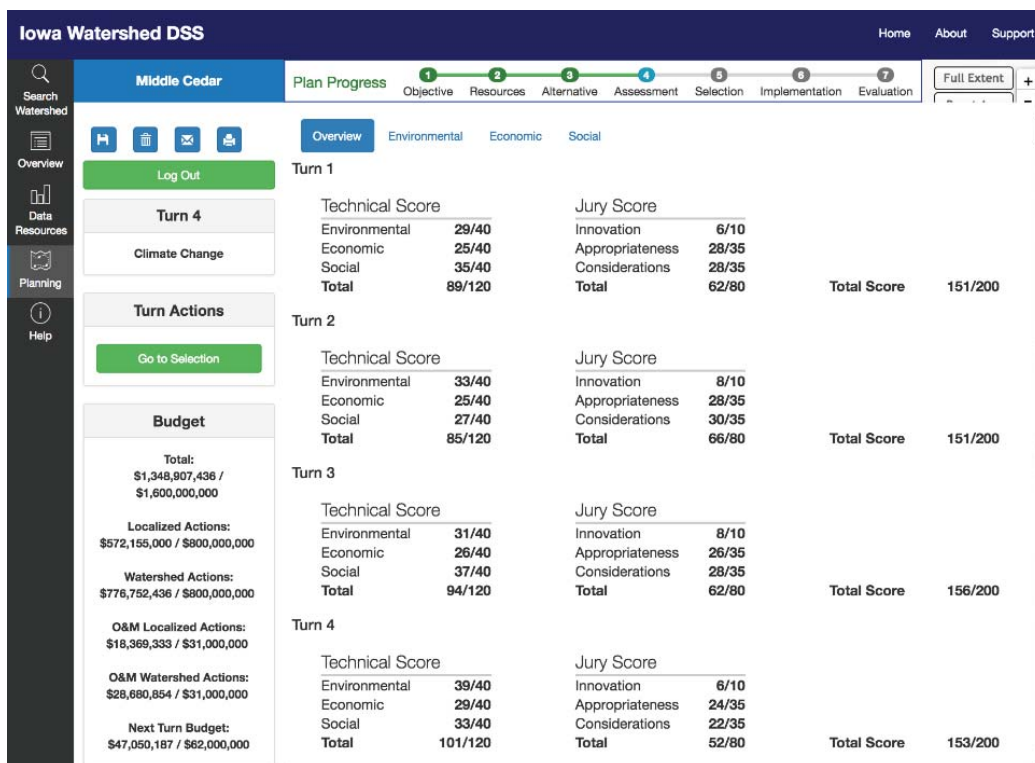 Iowa Watershed DSS
Home About Support
Search
Watershed
Overview
Data
Resources
Planning
Help
Middle Cedar
Plan Progress
1 2 3 4 5 6 7
Objective Resources Alternative Assessment Selection Implementation Evaluation
Full Extent
+
Log Out
Turn 4
Climate Change
Turn Actions
Go to Selection
Budget
Total:
$1,348,907,436 /
$1,600,000,000
Localized Actions:
$572,155,000 / $800,000,000
Watershed Actions:
$776,752,436 / $800,000,000
O&M Localized Actions:
$18,369,333 / $31,000,000
O&M Watershed Actions:
$28,680,854 / $31,000,000
Next Turn Budget:
$47,050,187 / $62,000,000
Overview Environmental Economic Social
Turn 1
Technical Score Jury Score
Environmental 29/40 Innovation 6/10
Economic 25/40 Appropriateness 28/35
Social 35/40 Considerations 28/35
Total 89/120 Total 62/80 Total Score 151/200
Turn 2
Technical Score Jury Score
Environmental 33/40 Innovation 8/10
Economic 25/40 Appropriateness 28/35
Social 27/40 Considerations 30/35
Total 85/120 Total 66/80 Total Score 151/200
Turn 3
Technical Score Jury Score
Environmental 31/40 Innovation 8/10
Economic 26/40 Appropriateness 26/35
Social 37/40 Considerations 28/35
Total 94/120 Total 62/80 Total Score 156/200
Turn 4
Technical Score Jury Score
Environmental 39/40 Innovation 6/10
Economic 29/40 Appropriateness 24/35
Social 33/40 Considerations 22/35
Total 101/120 Total 52/80 Total Score 153/200